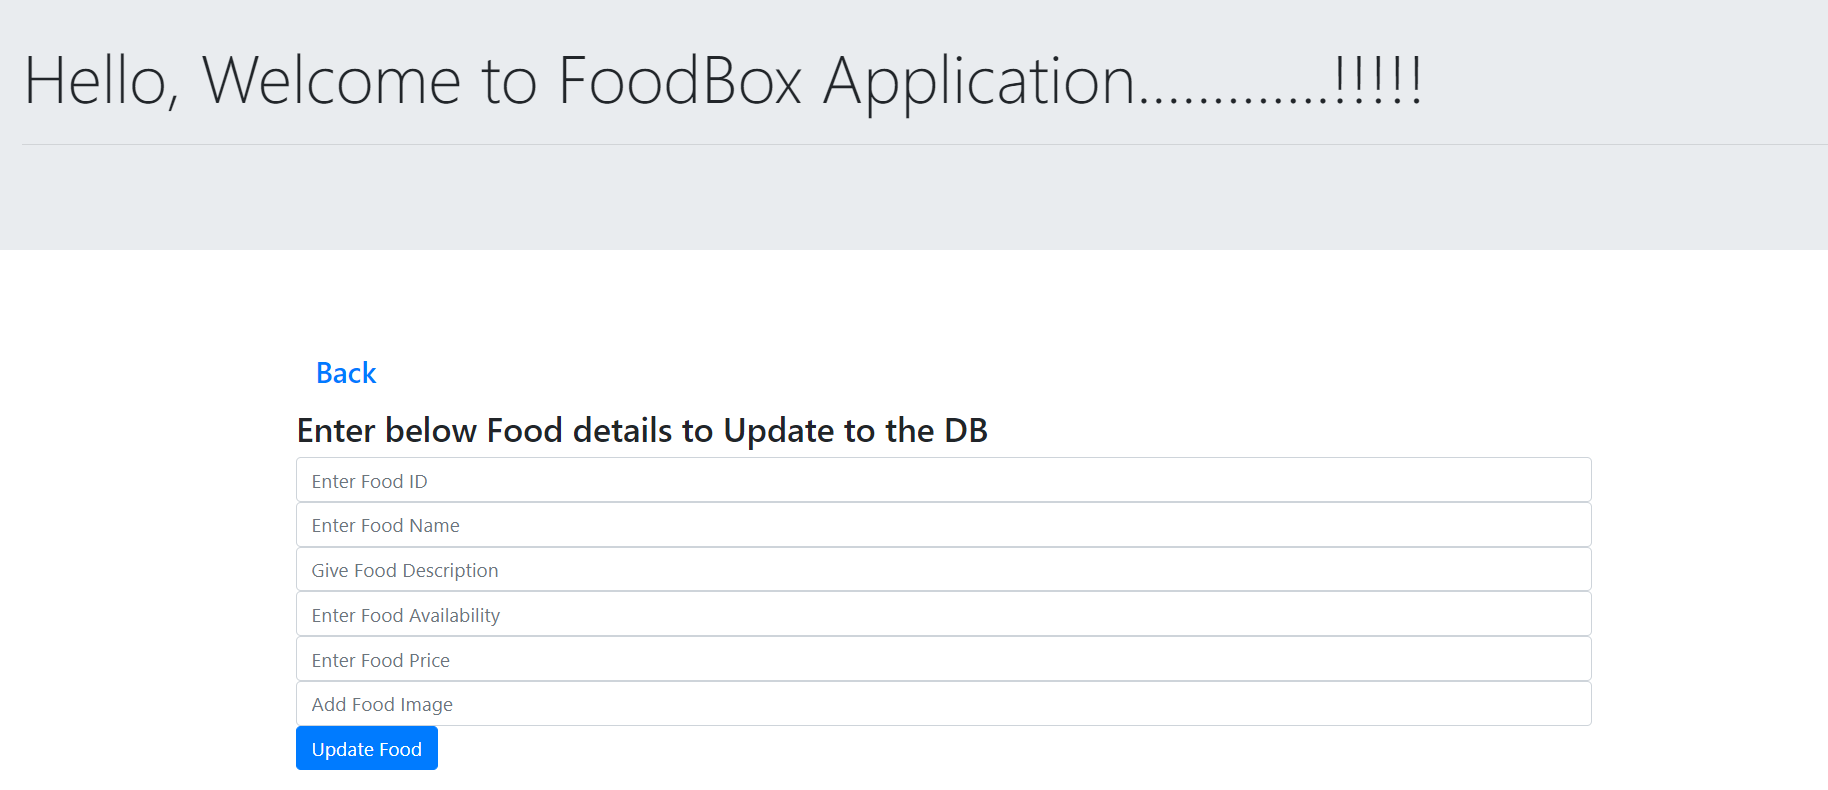 Hello, Welcome to FoodBox Application............!!!!!
Back
Enter below Food details to Update to the DB
Enter Food ID
Enter Food Name
Give Food Description
Enter Food Availability
Enter Food Price
Add Food Image
Update Food